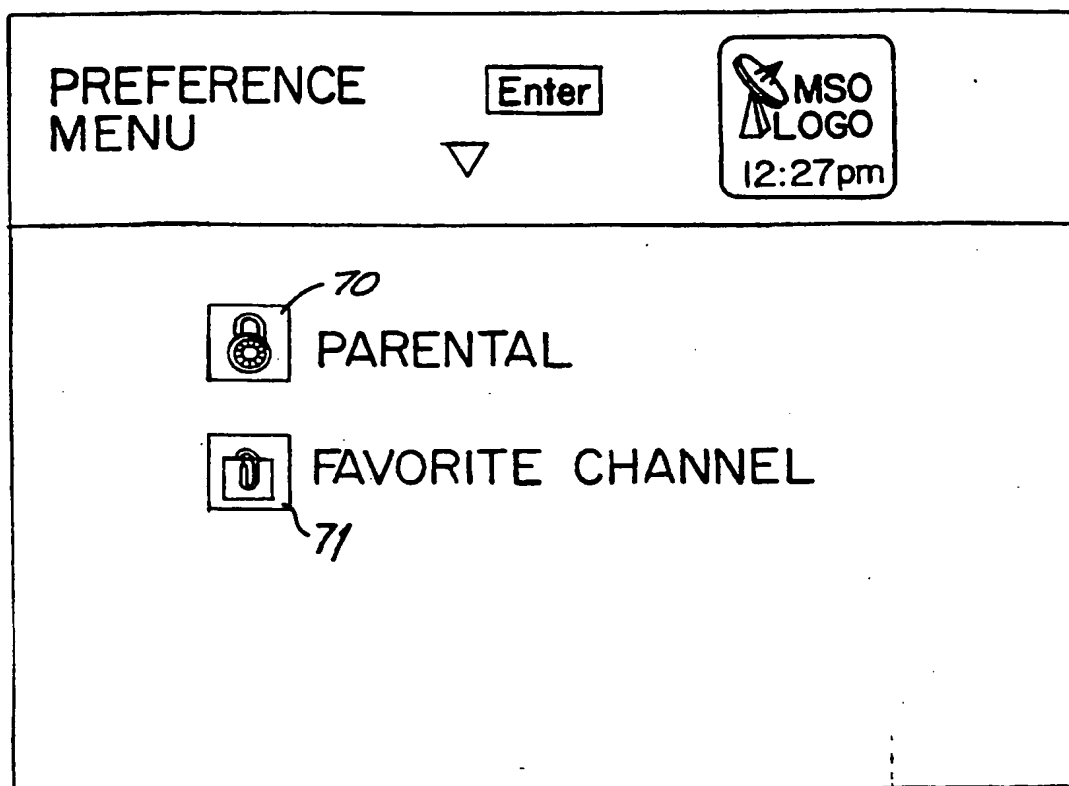 PREFERENCE
MENU
Enter
MSO
LOGO
12:27pm
70
PARENTAL
FAVORITE CHANNEL
71